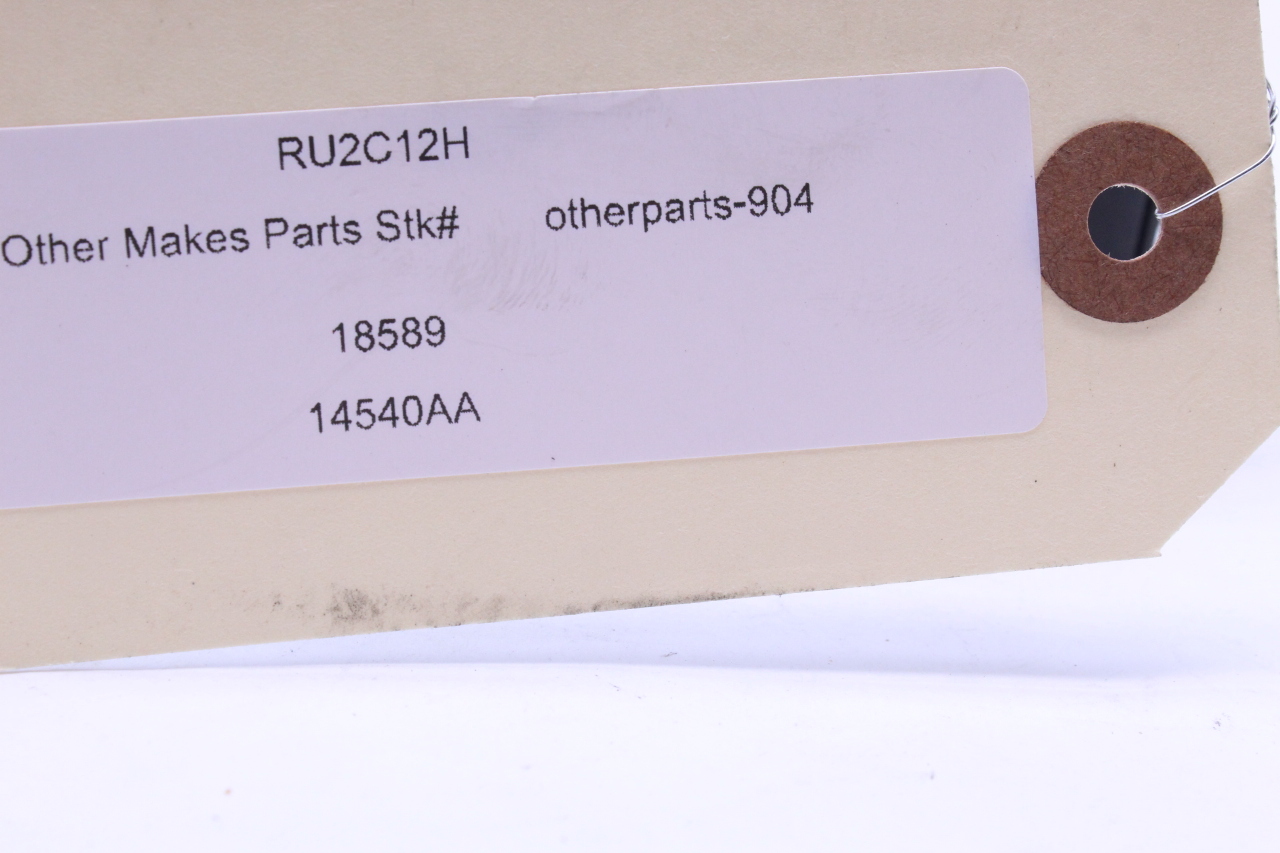 RU2C12H
Other Makes Parts Stk# otherparts-904
18589
14540AA